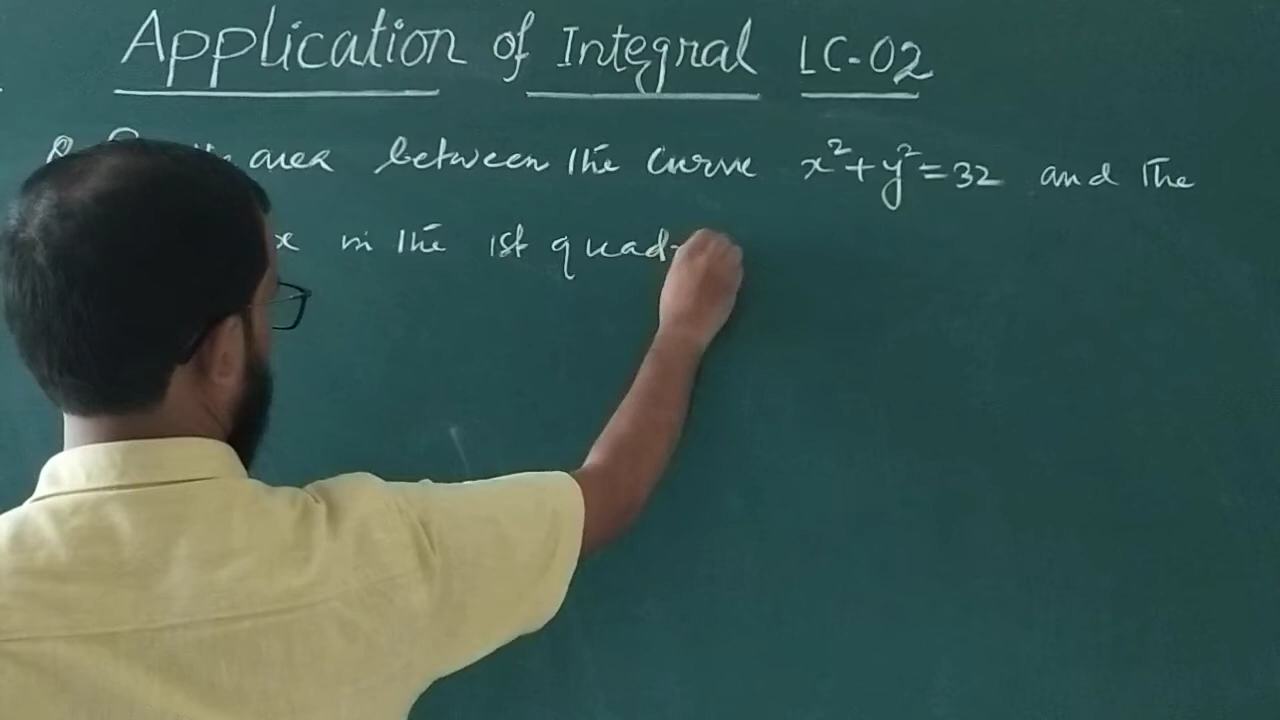 Application of Integral LC-02
area between the curve x²+y²=32 and the
x in the 1st quad